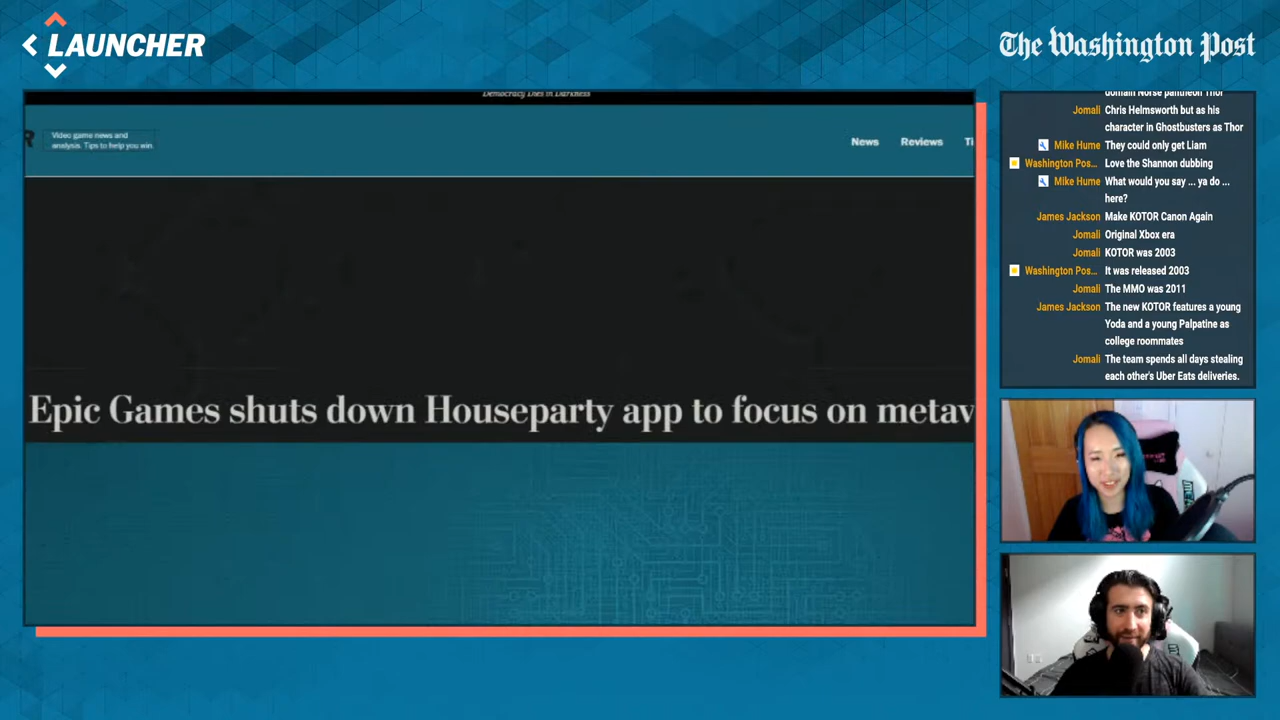 LAUNCHER
The Washington Post
Democracy Dies in Darkness
Video game news and
analysis. Tips to help you win.
News
Reviews
Ti
Epic Games shuts down Houseparty app to focus on metav
domain Norse pantheon Thor
Jomali Chris Helmsworth but as his
character in Ghostbusters as Thor
Mike Hume They could only get Liam
Washington Pos... Love the Shannon dubbing
Mike Hume What would you say ... ya do ...
here?
James Jackson Make KOTOR Canon Again
Jomali Original Xbox era
Jomali KOTOR was 2003
Washington Pos... It was released 2003
Jomali The MMO was 2011
James Jackson The new KOTOR features a young
Yoda and a young Palpatine as
college roommates
Jomali The team spends all days stealing
each other's Uber Eats deliveries.